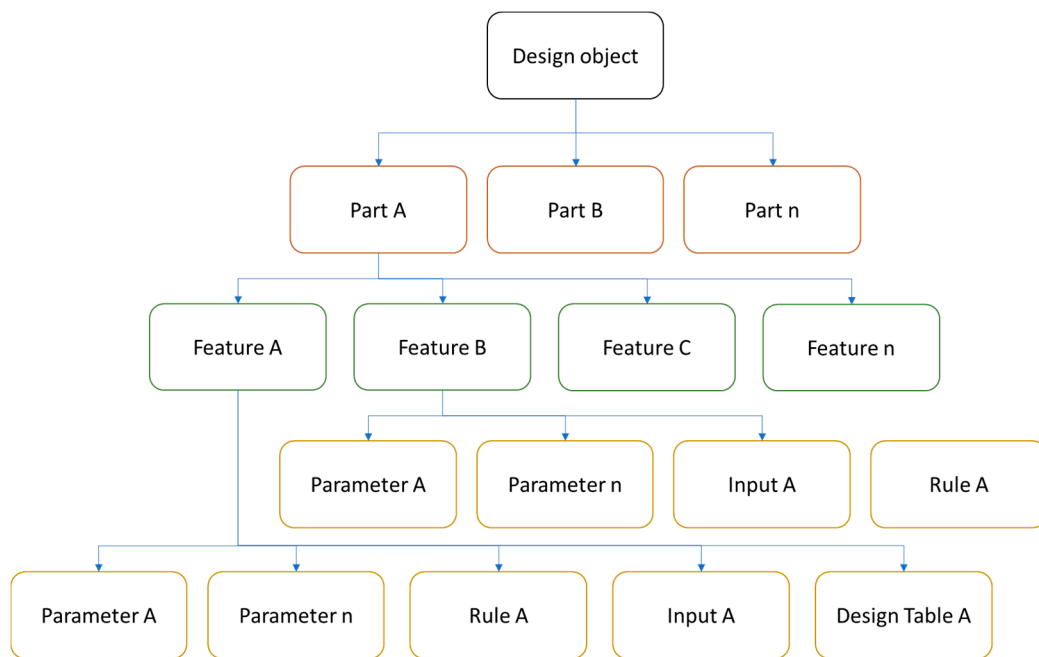 Design object
Part A
Part B
Part n
Feature A
Feature B
Feature C
Feature n
Parameter A
Parameter n
Input A
Rule A
Parameter A
Parameter n
Rule A
Input A
Design Table A